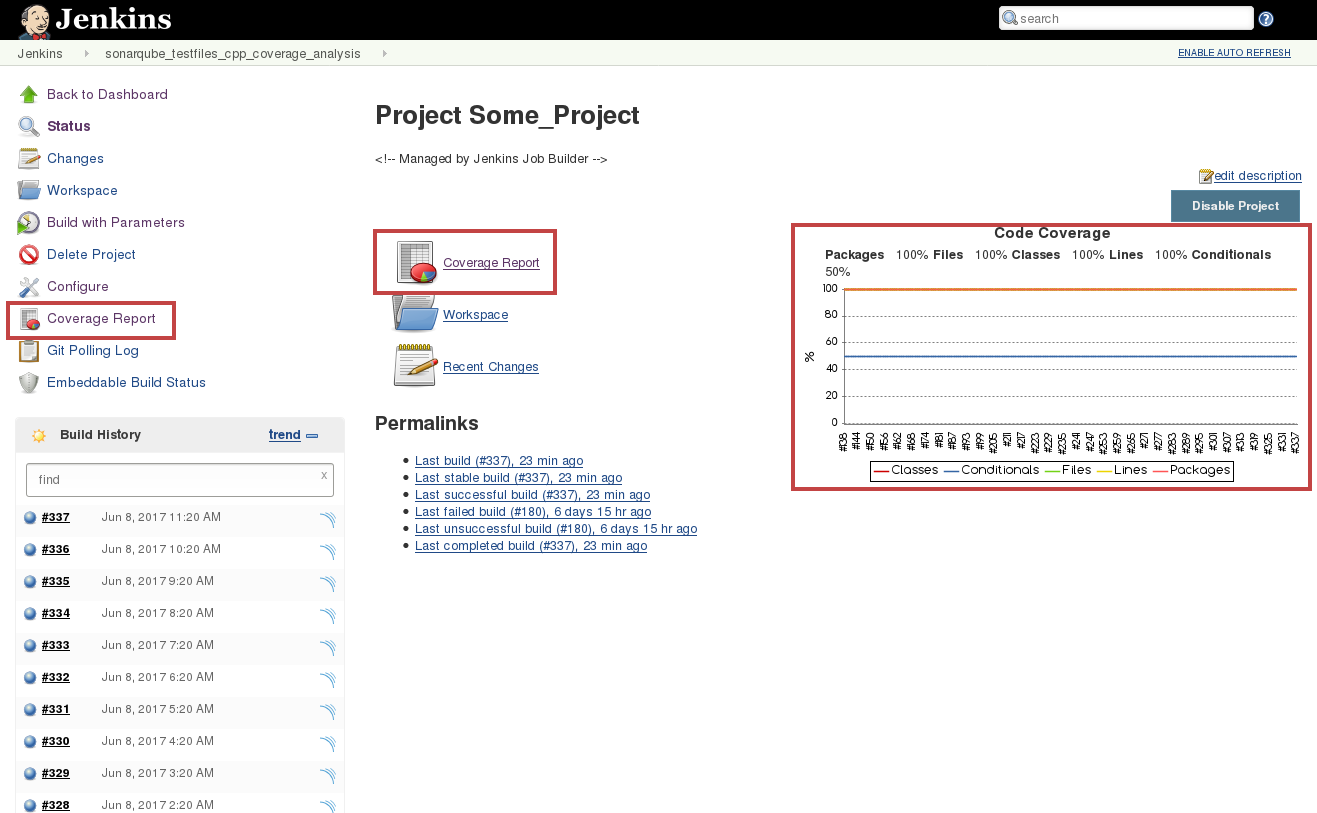 Jenkins
search
Jenkins sonarqube_testfiles_cpp_coverage_analysis
ENABLE AUTO REFRESH
Back to Dashboard
Status
Changes
Workspace
Build with Parameters
Delete Project
Configure
Coverage Report
Git Polling Log
Embeddable Build Status
Build History trend
find x
#337 Jun 8, 2017 11:20 AM
#336 Jun 8, 2017 10:20 AM
#335 Jun 8, 2017 9:20 AM
#334 Jun 8, 2017 8:20 AM
#333 Jun 8, 2017 7:20 AM
#332 Jun 8, 2017 6:20 AM
#331 Jun 8, 2017 5:20 AM
#330 Jun 8, 2017 4:20 AM
#329 Jun 8, 2017 3:20 AM
#328 Jun 8, 2017 2:20 AM
Project Some_Project
<!-- Managed by Jenkins Job Builder -->
edit description
Disable Project
Coverage Report
Workspace
Recent Changes
Permalinks
Last build (#337), 23 min ago
Last stable build (#337), 23 min ago
Last successful build (#337), 23 min ago
Last failed build (#180), 6 days 15 hr ago
Last unsuccessful build (#180), 6 days 15 hr ago
Last completed build (#337), 23 min ago
Code Coverage
Packages 100% Files 100% Classes 100% Lines 100% Conditionals
50%
100
80
60
40
20
0
%
#138 #144 #150 #156 #162 #168 #174 #181 #187 #193 #199 #205 #211 #217 #223 #229 #235 #241 #247 #253 #259 #265 #271 #277 #283 #289 #295 #301 #307 #313 #319 #325 #331 #337
Classes Conditionals Files Lines Packages